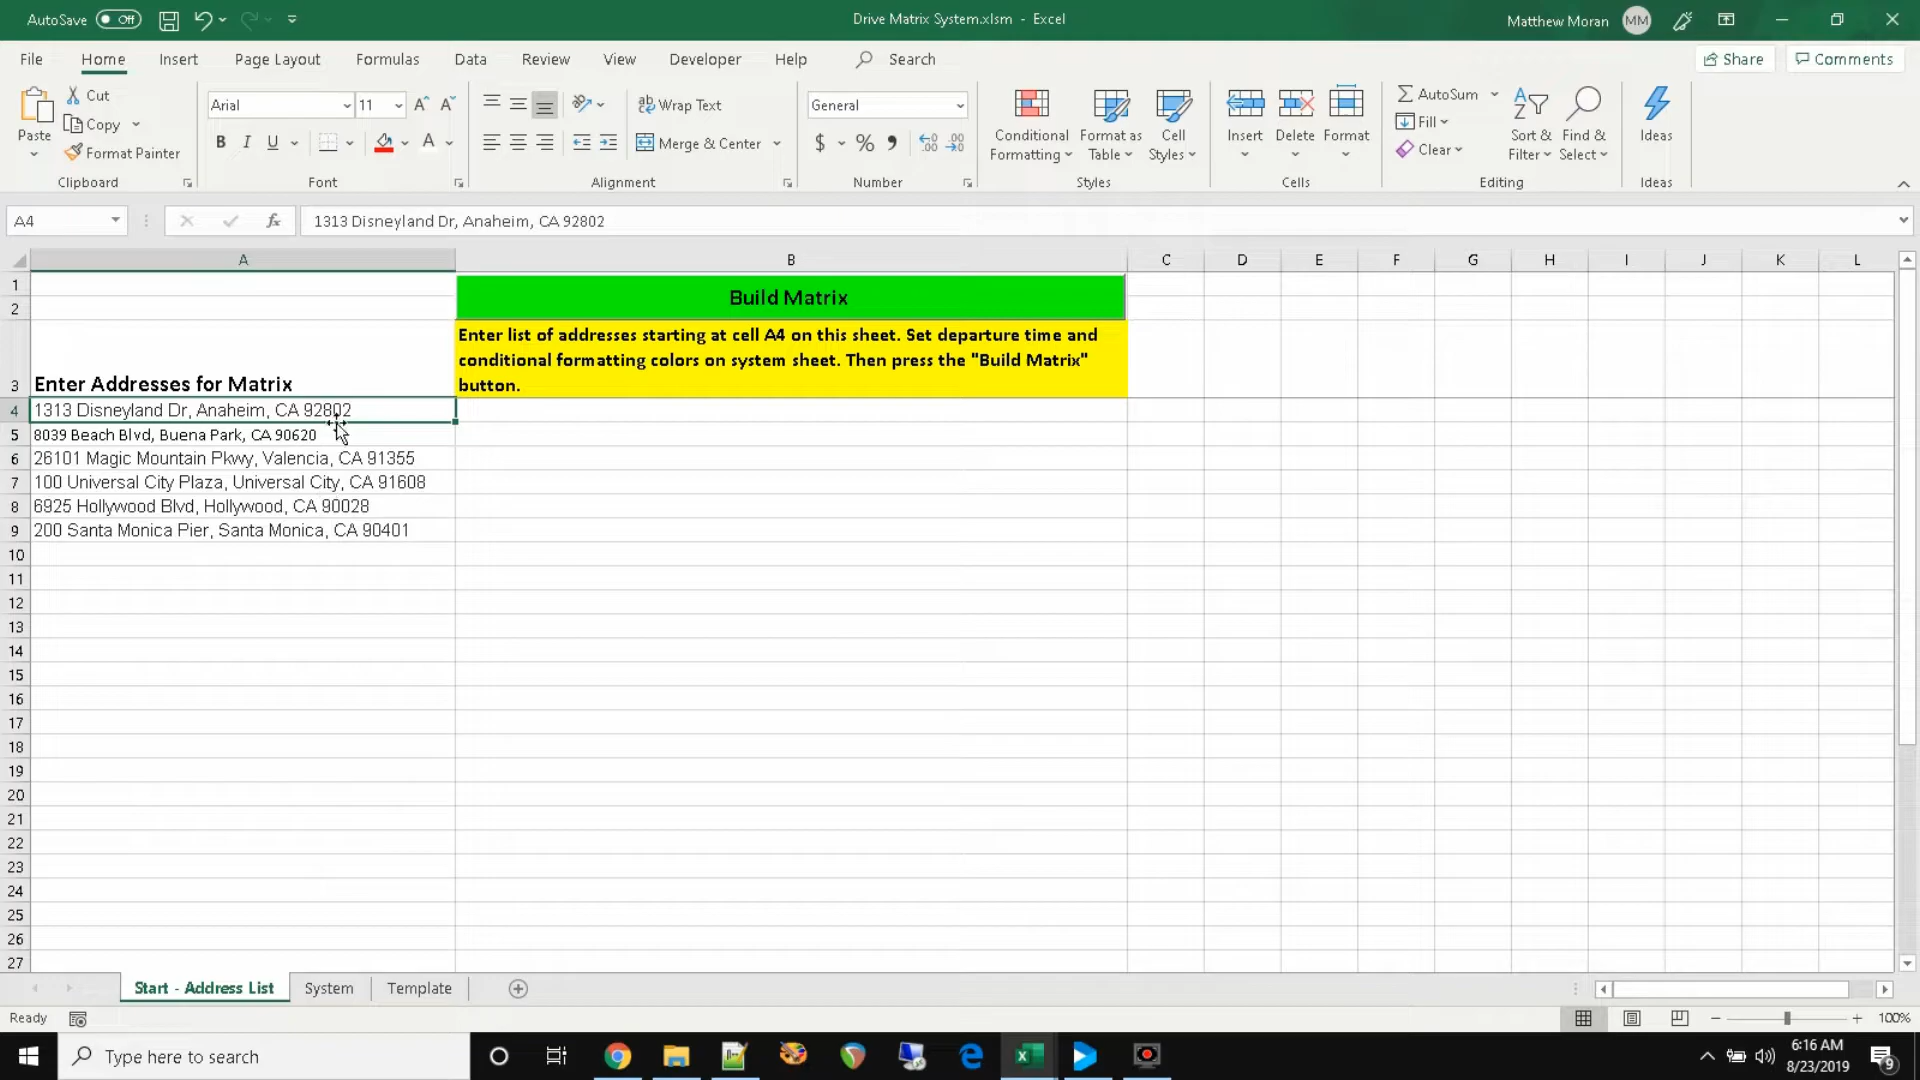 AutoSave Off
Drive Matrix System.xlsm - Excel
Matthew Moran MM
File Home Insert Page Layout Formulas Data Review View Developer Help Search
Share Comments
Paste
Cut
Copy
Format Painter
Clipboard
Arial 11
B I U
Font
Wrap Text
Merge & Center
Alignment
General
$ % ,
Number
Conditional
Formatting
Format as
Table
Cell
Styles
Styles
Insert Delete Format
Cells
AutoSum
Fill
Clear
Sort &
Filter
Find &
Select
Editing
Ideas
Ideas
A4 fx 1313 Disneyland Dr, Anaheim, CA 92802
A B C D E F G H I J K L
1
Build Matrix
2
Enter list of addresses starting at cell A4 on this sheet. Set departure time and
conditional formatting colors on system sheet. Then press the "Build Matrix"
button.
3 Enter Addresses for Matrix
4 1313 Disneyland Dr, Anaheim, CA 92802
5 8039 Beach Blvd, Buena Park, CA 90620
6 26101 Magic Mountain Pkwy, Valencia, CA 91355
7 100 Universal City Plaza, Universal City, CA 91608
8 6925 Hollywood Blvd, Hollywood, CA 90028
9 200 Santa Monica Pier, Santa Monica, CA 90401
10
11
12
13
14
15
16
17
18
19
20
21
22
23
24
25
26
27
Start - Address List System Template
Ready 100%
Type here to search
6:16 AM
8/23/2019
9